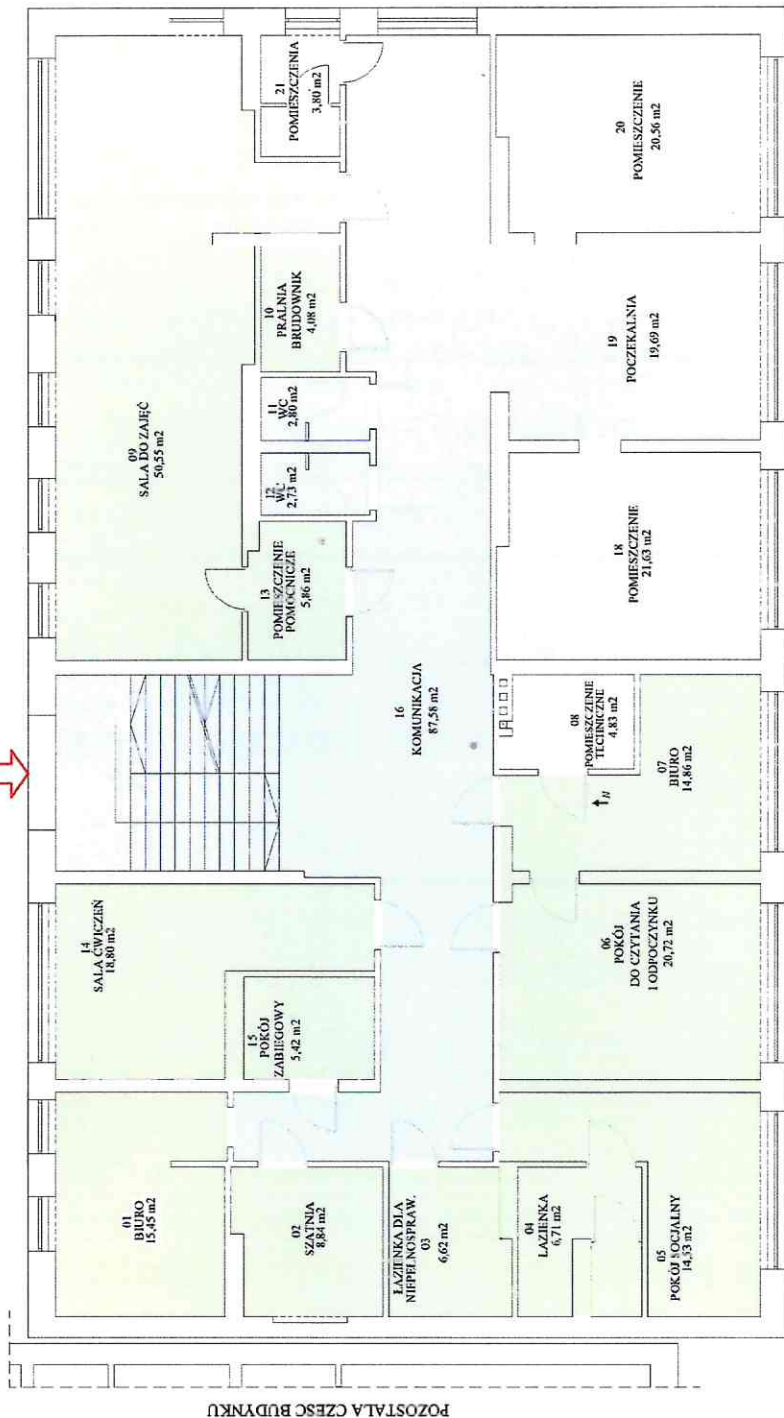 POZOSTAŁA CZESC BUDYNKU
01
BIURO
15,45 m2
02
SZATNIA
8,84 m2
ŁAZIENKA DLA
NIEPEŁNOSPRAW.
03
6,62 m2
04
ŁAZIENKA
6,71 m2
05
POKÓJ SOCJALNY
14,53 m2
14
SALA ĆWICZEŃ
18,80 m2
15
POKÓJ
ZABIEGOWY
5,42 m2
06
POKÓJ
DO CZYTANIA
I ODPOCZYNKU
20,72 m2
16
KOMUNIKACJA
87,58 m2
08
POMIESZCZENIE
TECHNICZNE
4,83 m2
07
BIURO
14,86 m2
N
09
SALA DO ZAJĘĆ
50,55 m2
13
POMIESZCZENIE
POMOCNICZE
5,86 m2
12
WC
2,73 m2
11
WC
2,80 m2
10
PRALNIA
BRUDOWNIK
4,08 m2
21
POMIESZCZENIA
3,80 m2
18
POMIESZCZENIE
21,63 m2
19
POCZEKALNIA
19,69 m2
20
POMIESZCZENIE
20,56 m2